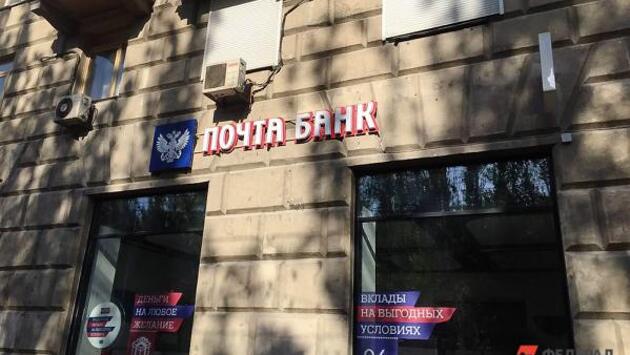 ПОЧТА БАНК
ДЕНЬГИ
НА ЛЮБОЕ
ЖЕЛАНИЕ
ВКЛАДЫ
НА ВЫГОДНЫХ
УСЛОВИЯХ